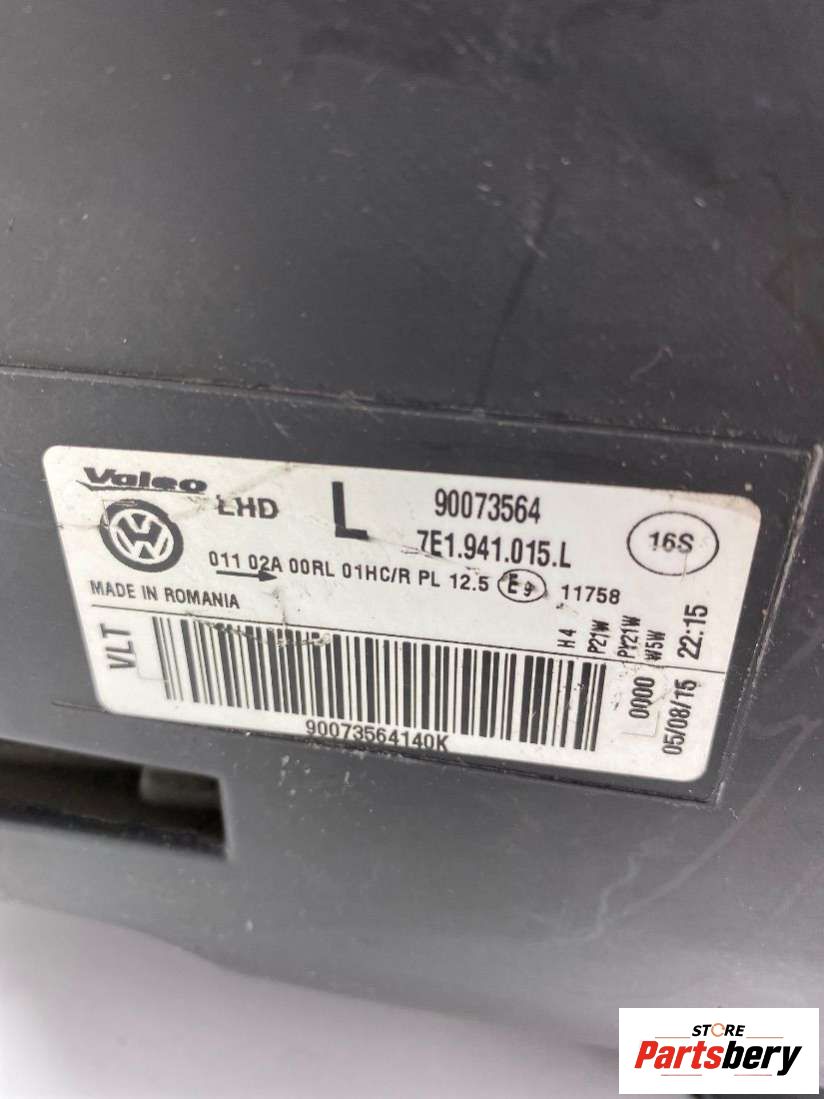 Valeo
LHD L 90073564
7E1.941.015.L
16S
011 02A 00RL 01HC/R PL 12.5 E9 11758
MADE IN ROMANIA
H4
P21W
PY21W
W5W
VLT
0000
05/08/15 22:15
90073564140K
STORE
Partsbery